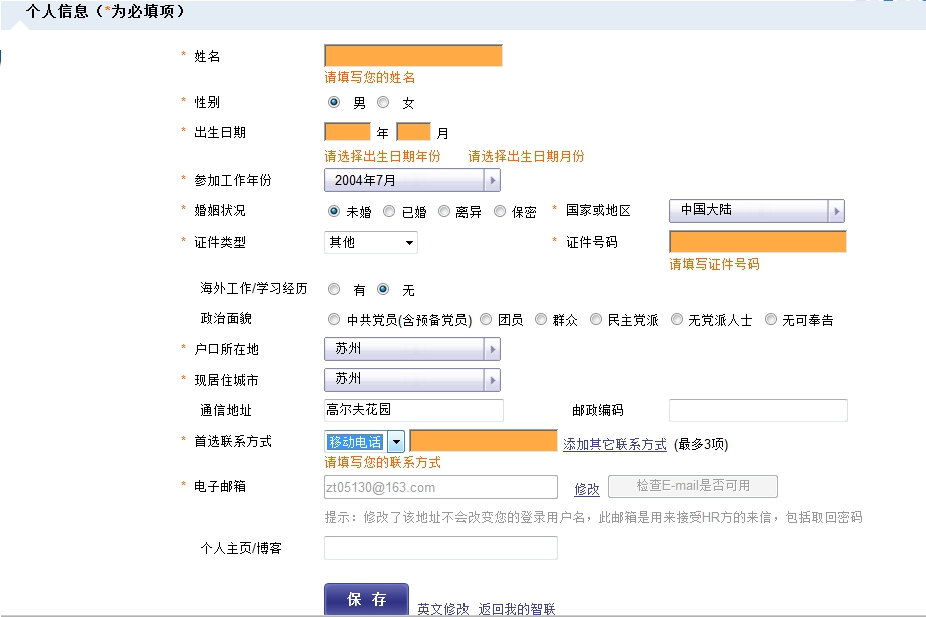 个人信息（*为必填项）
* 姓名
请填写您的姓名
* 性别 男 女
* 出生日期 年 月
请选择出生日期年份 请选择出生日期月份
* 参加工作年份 2004年7月
* 婚姻状况 未婚 已婚 离异 保密 * 国家或地区 中国大陆
* 证件类型 其他 * 证件号码
请填写证件号码
海外工作/学习经历 有 无
政治面貌 中共党员(含预备党员) 团员 群众 民主党派 无党派人士 无可奉告
* 户口所在地 苏州
* 现居住城市 苏州
通信地址 高尔夫花园 邮政编码
* 首选联系方式 移动电话 添加其它联系方式 (最多3项)
请填写您的联系方式
* 电子邮箱 zt05130@163.com 修改 检查E-mail是否可用
提示：修改了该地址不会改变您的登录用户名，此邮箱是用来接受HR方的来信，包括取回密码
个人主页/博客
保 存 英文修改 返回我的智联